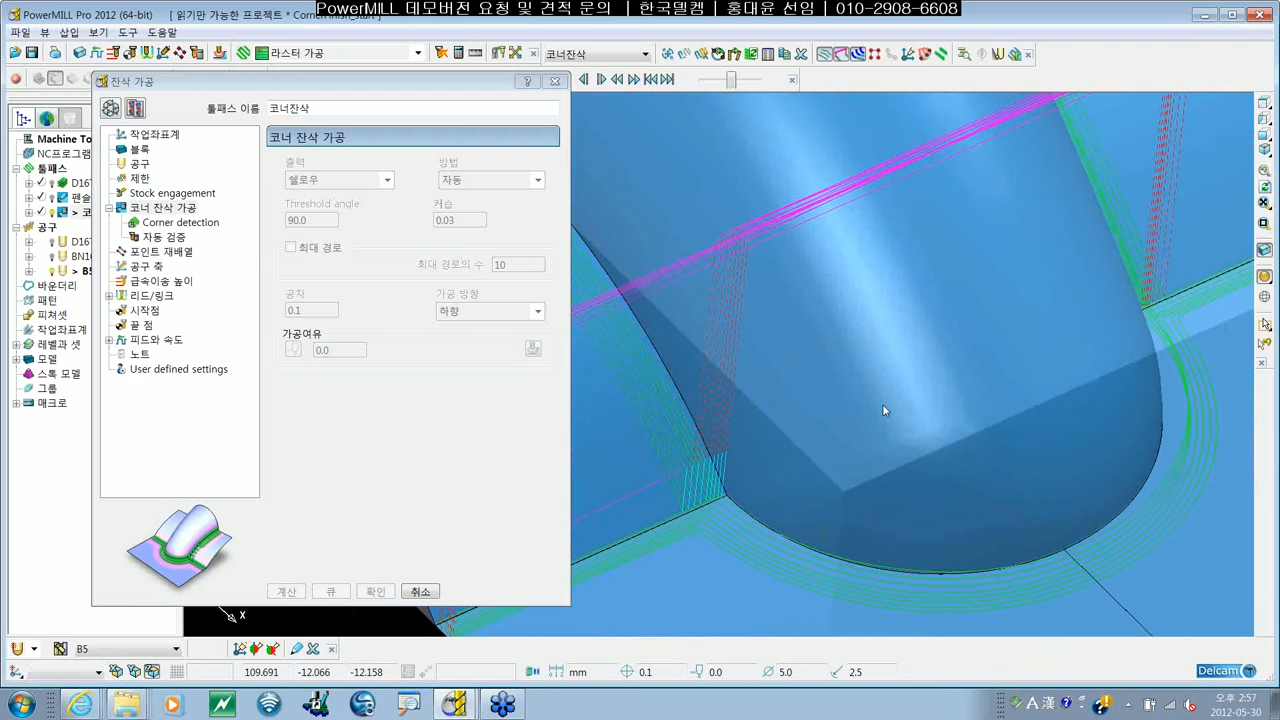 PowerMILL 데모버전 요청 및 견적 문의 | 한국델켐 | 홍대윤 선임 | 010-2908-6608
PowerMILL Pro 2012 (64-bit) [ 읽기만 가능한 프로젝트 *
파일 뷰 삽입 보기 도구 도움말
라스터 가공
코너잔삭
잔삭 가공
툴패스 이름
코너잔삭
작업좌표계
블록
공구
제한
Stock engagement
코너 잔삭 가공
Corner detection
자동 검증
포인트 재배열
공구 축
급속이송 높이
리드/링크
시작점
끝 점
피드와 속도
노트
User defined settings
코너 잔삭 가공
출력
방법
쉘로우
자동
Threshold angle
커습
90.0
0.03
최대 경로
최대 경로의 수
10
공치
가공 방향
0.1
하향
가공여유
0.0
계산
큐
확인
취소
Machine To
NC프로그램
툴패스
D16
펜슬
> 코
공구
D16
BN10
> B5
바운더리
패턴
피쳐셋
작업좌표계
레벨과 셋
모델
스톡 모델
그룹
매크로
X
B5
109.691
-12.066
-12.158
mm
0.1
0.0
5.0
2.5
Delcam
A 漢
오후 2:57
2012-05-30